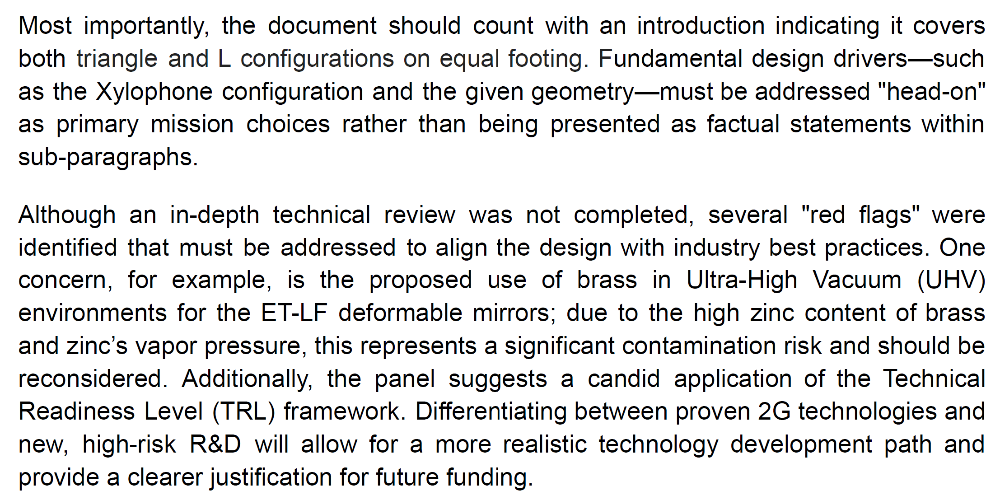 Most importantly, the document should count with an introduction indicating it covers
both triangle and L configurations on equal footing. Fundamental design drivers—such
as the Xylophone configuration and the given geometry—must be addressed "head-on"
as primary mission choices rather than being presented as factual statements within
sub-paragraphs.
Although an in-depth technical review was not completed, several "red flags" were
identified that must be addressed to align the design with industry best practices. One
concern, for example, is the proposed use of brass in Ultra-High Vacuum (UHV)
environments for the ET-LF deformable mirrors; due to the high zinc content of brass
and zinc’s vapor pressure, this represents a significant contamination risk and should be
reconsidered. Additionally, the panel suggests a candid application of the Technical
Readiness Level (TRL) framework. Differentiating between proven 2G technologies and
new, high-risk R&D will allow for a more realistic technology development path and
provide a clearer justification for future funding.